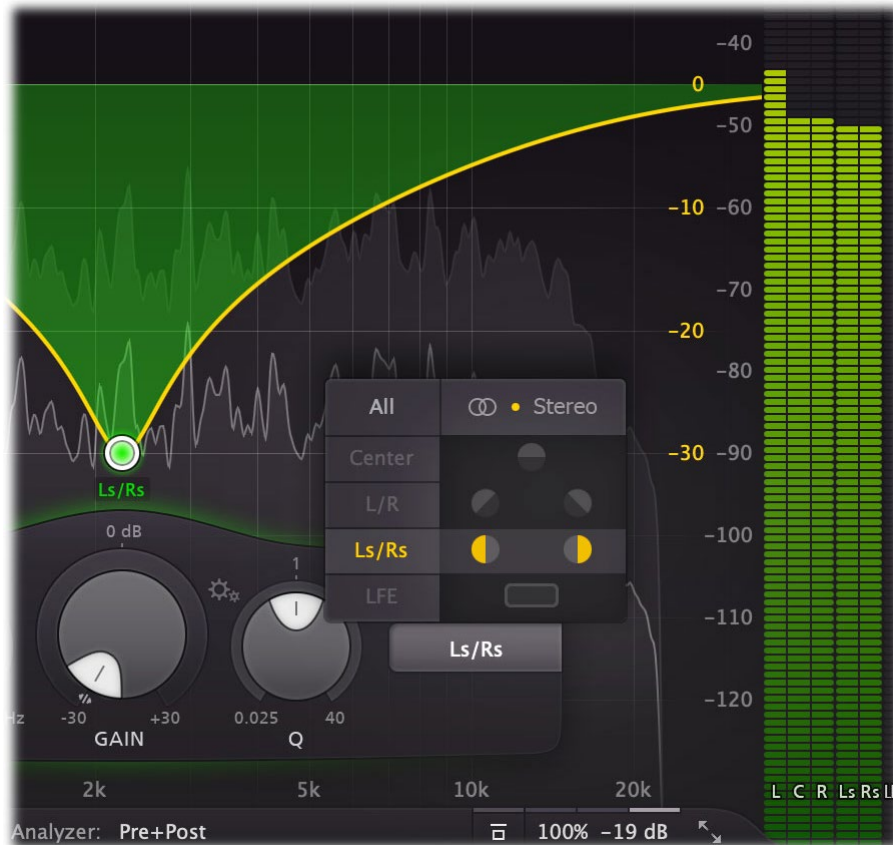 -40
0
-50
-10 -60
-70
-20
-80
All Stereo
Center
-30 -90
Ls/Rs
L/R
0 dB
-100
Ls/Rs
1
LFE
-110
Ls/Rs
-120
Hz -30 +30 0.025 40
GAIN Q
2k 5k 10k 20k
L C R Ls Rs
Analyzer: Pre+Post 100% -19 dB